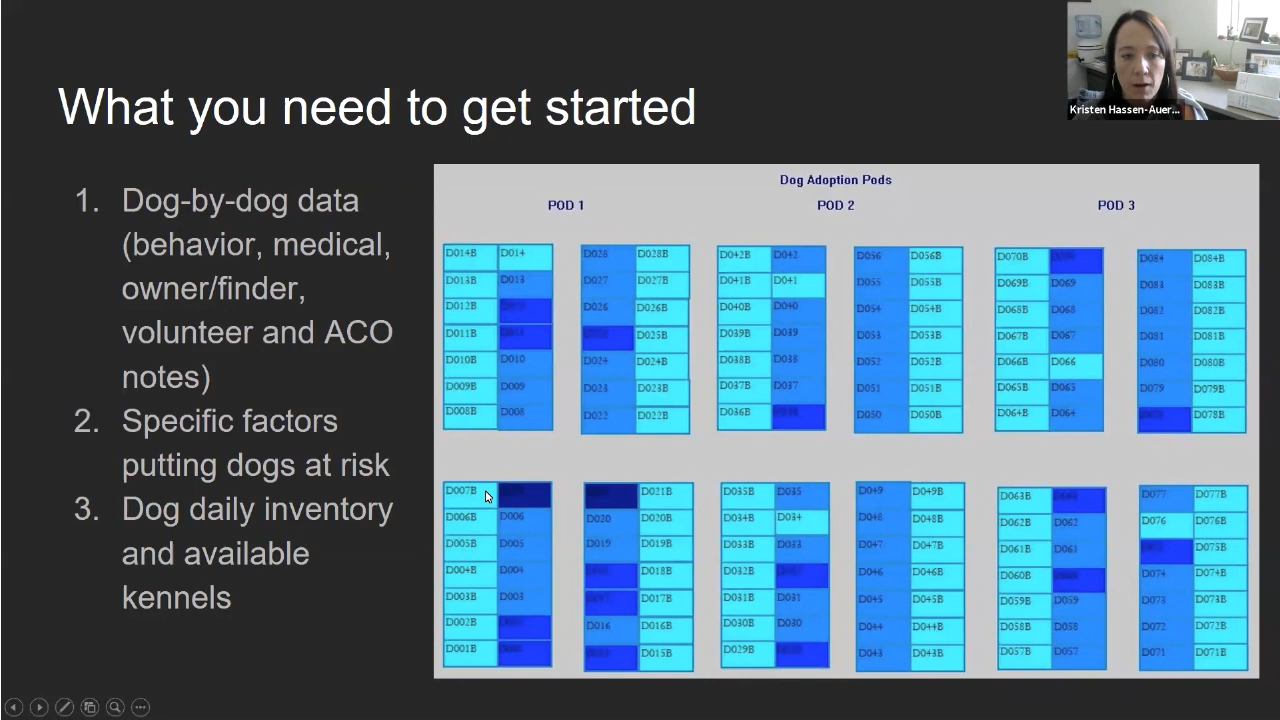 Kristen Hassen-Auer...
What you need to get started
1. Dog-by-dog data
(behavior, medical,
owner/finder,
volunteer and ACO
notes)
2. Specific factors
putting dogs at risk
3. Dog daily inventory
and available
kennels
Dog Adoption Pods
POD 1 POD 2 POD 3
D014B D014 D028 D028B D042B D042 D056 D056B D070B D084 D084B
D013B D013 D027 D027B D041B D041 D055 D055B D069B D069 D083 D083B
D012B D026 D026B D040B D040 D054 D054B D068B D068 D082 D082B
D011B D025B D039B D039 D053 D053B D067B D067 D081 D081B
D010B D010 D024 D024B D038B D038 D052 D052B D066B D066 D080 D080B
D009B D009 D023 D023B D037B D037 D051 D051B D065B D065 D079 D079B
D008B D008 D022 D022B D036B D050 D050B D064B D064 D078B
D007B D021B D035B D035 D049 D049B D063B D077 D077B
D006B D006 D020 D020B D034B D034 D048 D048B D062B D062 D076 D076B
D005B D005 D019 D019B D033B D033 D047 D047B D061B D061 D075B
D004B D004 D018B D032B D046 D046B D060B D074 D074B
D003B D003 D017B D031B D031 D045 D045B D059B D059 D073 D073B
D002B D016 D016B D030B D030 D044 D044B D058B D058 D072 D072B
D001B D015B D029B D043 D043B D057B D057 D071 D071B